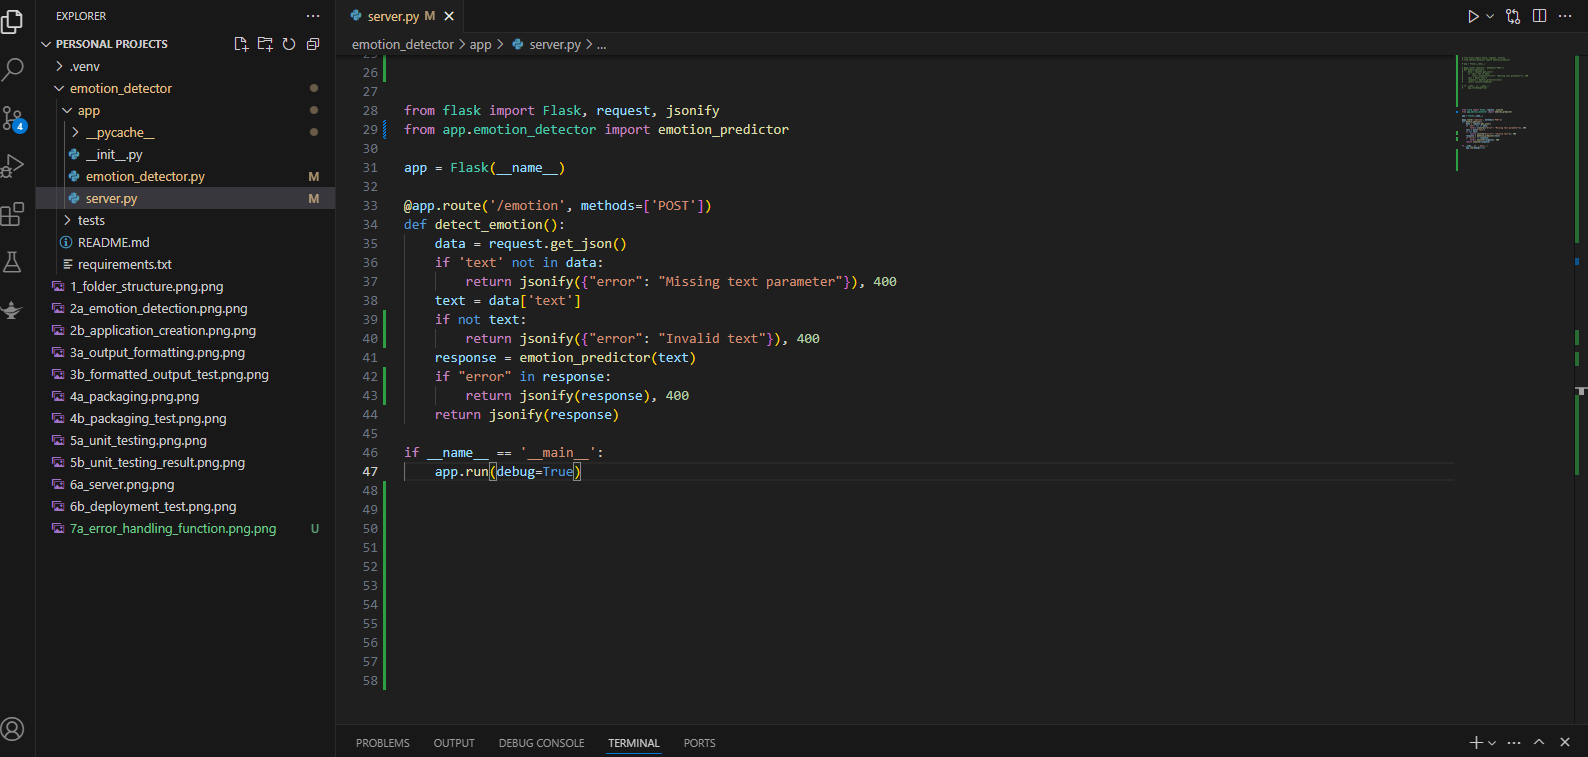 EXPLORER
PERSONAL PROJECTS
.venv
emotion_detector
app
__pycache__
__init__.py
emotion_detector.py M
server.py M
tests
README.md
requirements.txt
1_folder_structure.png.png
2a_emotion_detection.png.png
2b_application_creation.png.png
3a_output_formatting.png.png
3b_formatted_output_test.png.png
4a_packaging.png.png
4b_packaging_test.png.png
5a_unit_testing.png.png
5b_unit_testing_result.png.png
6a_server.png.png
6b_deployment_test.png.png
7a_error_handling_function.png.png U
4
server.py M
emotion_detector > app > server.py > ...
26
27
28 from flask import Flask, request, jsonify
29 from app.emotion_detector import emotion_predictor
30
31 app = Flask(__name__)
32
33 @app.route('/emotion', methods=['POST'])
34 def detect_emotion():
35     data = request.get_json()
36     if 'text' not in data:
37         return jsonify({"error": "Missing text parameter"}), 400
38     text = data['text']
39     if not text:
40         return jsonify({"error": "Invalid text"}), 400
41     response = emotion_predictor(text)
42     if "error" in response:
43         return jsonify(response), 400
44     return jsonify(response)
45
46 if __name__ == '__main__':
47     app.run(debug=True)
48
49
50
51
52
53
54
55
56
57
58
PROBLEMS OUTPUT DEBUG CONSOLE TERMINAL PORTS